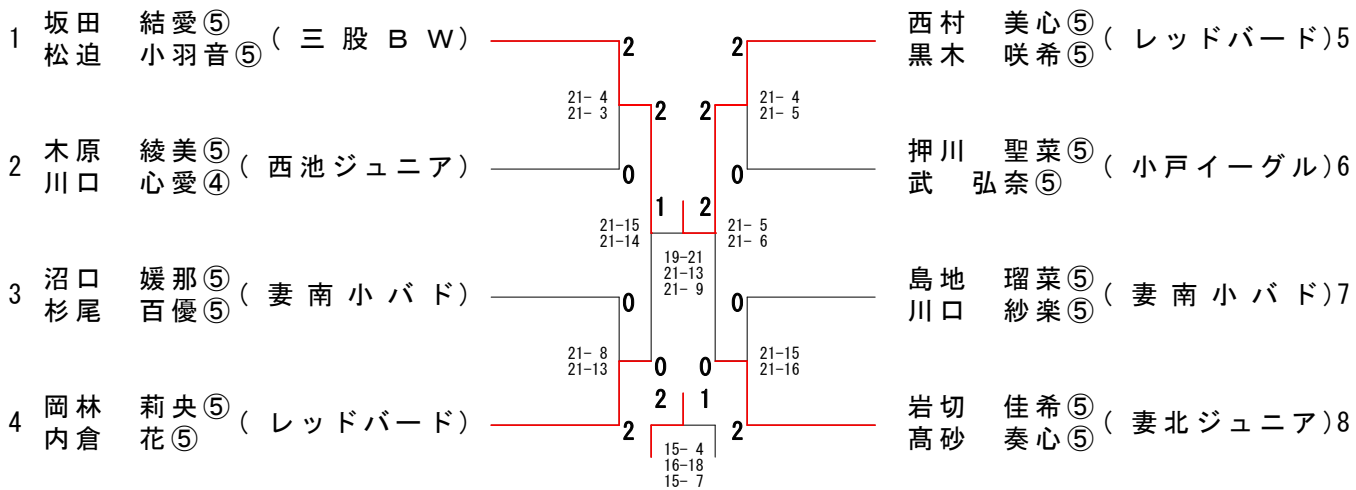 1 坂田 結愛⑤ (三股BW)
松迫 小羽音⑤
2 木原 綾美⑤ (西池ジュニア)
川口 心愛④
3 沼口 媛那⑤ (妻南小バド)
杉尾 百優⑤
4 岡林 莉央⑤ (レッドバード)
内倉 花⑤
2
21- 4
21- 3
2
0
1
21-15
21-14
0
21- 8
21-13
0
2
19-21
21-13
21- 9
2 1
15- 4
16-18
15- 7
2
2
21- 4
21- 5
0
2
21- 5
21- 6
0
0
21-15
21-16
2
西村 美心⑤ (レッドバード) 5
黒木 咲希⑤
押川 聖菜⑤ (小戸イーグル) 6
武 弘奈⑤
島地 瑠菜⑤ (妻南小バド) 7
川口 紗楽⑤
岩切 佳希⑤ (妻北ジュニア) 8
髙砂 奏心⑤